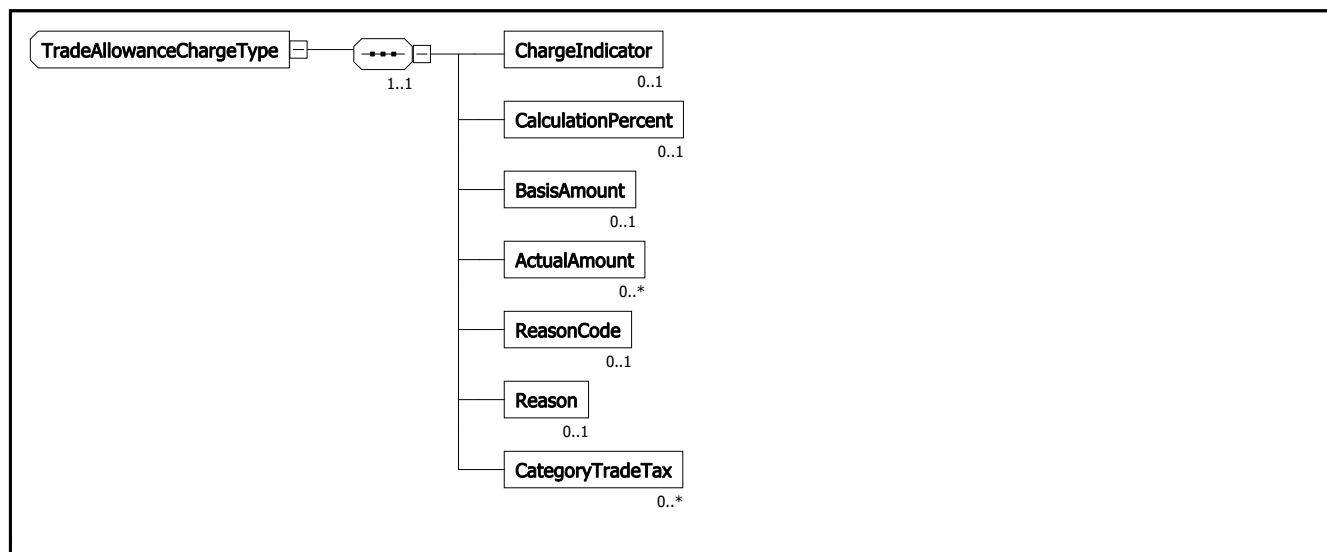 TradeAllowanceChargeType
1..1
ChargeIndicator
0..1
CalculationPercent
0..1
BasisAmount
0..1
ActualAmount
0..*
ReasonCode
0..1
Reason
0..1
CategoryTradeTax
0..*